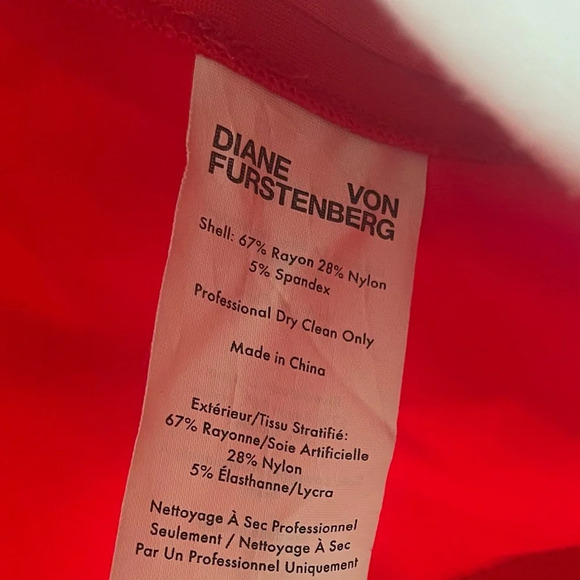 DIANE VON
FURSTENBERG
Shell: 67% Rayon 28% Nylon
5% Spandex
Professional Dry Clean Only
Made in China
Extérieur/Tissu Stratifié:
67% Rayonne/Soie Artificielle
28% Nylon
5% Élasthanne/Lycra
Nettoyage À Sec Professionnel
Seulement / Nettoyage À Sec
Par Un Professionnel Uniquement